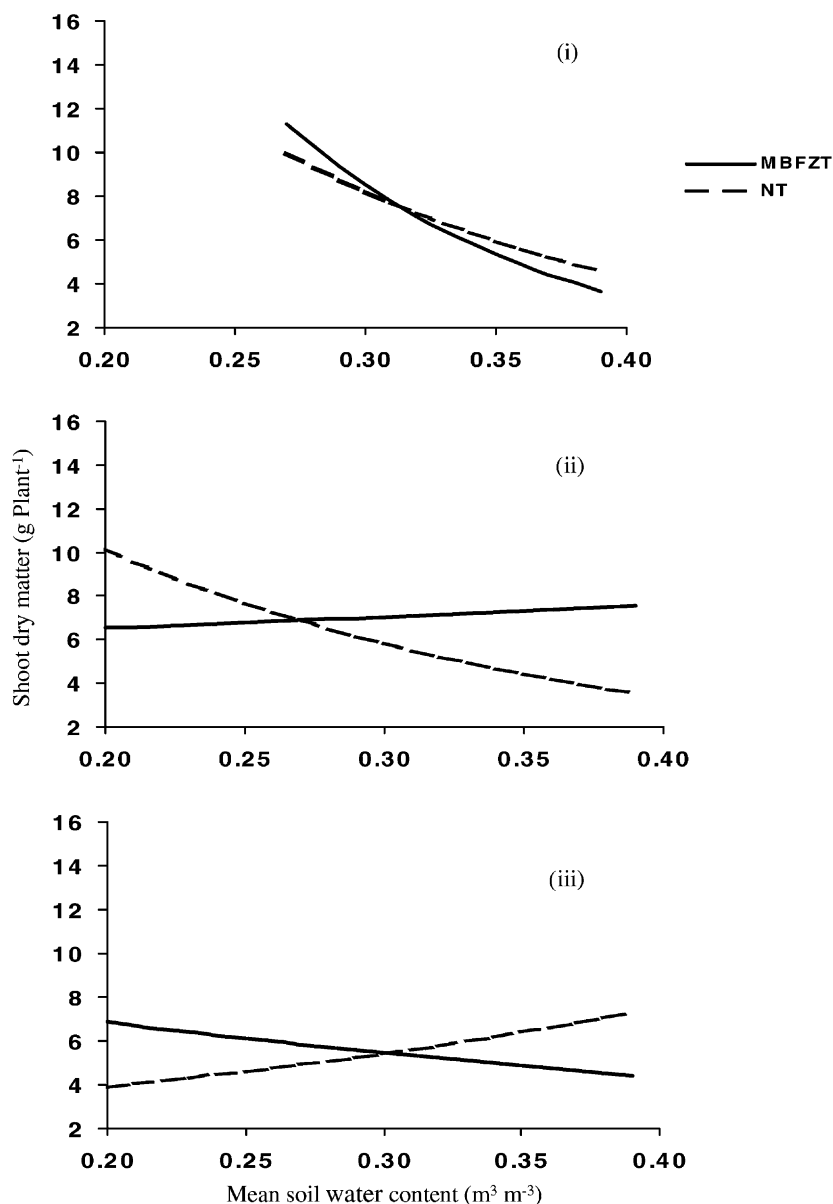 16
14
12
10
8
6
4
2
(i)
MBFZT
NT
0.20 0.25 0.30 0.35 0.40
16
14
12
10
8
6
4
2
(ii)
0.20 0.25 0.30 0.35 0.40
Shoot dry matter (g Plant⁻¹)
16
14
12
10
8
6
4
2
(iii)
0.20 0.25 0.30 0.35 0.40
Mean soil water content (m³ m⁻³)